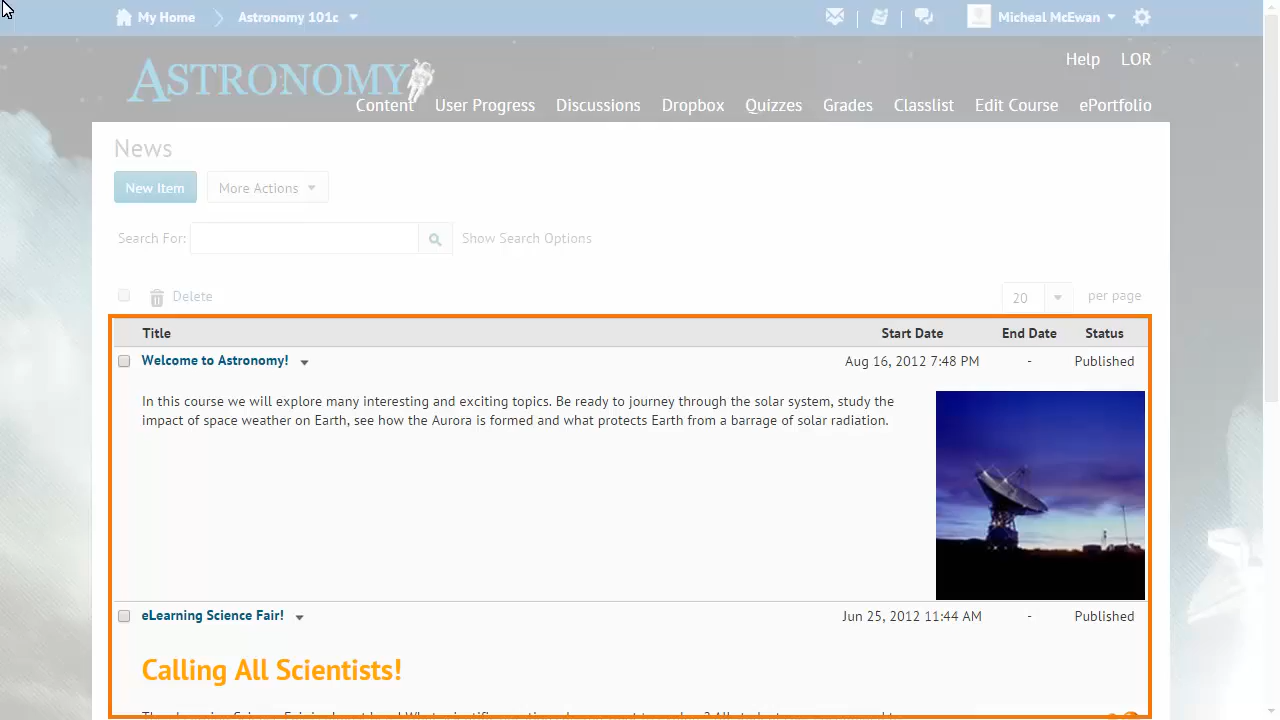 My Home
Astronomy 101c
Micheal McEwan
Help LOR
ASTRONOMY
Content User Progress Discussions Dropbox Quizzes Grades Classlist Edit Course ePortfolio
News
New Item More Actions
Search For: Show Search Options
Delete 20 per page
Title Start Date End Date Status
Welcome to Astronomy! Aug 16, 2012 7:48 PM - Published
In this course we will explore many interesting and exciting topics. Be ready to journey through the solar system, study the
impact of space weather on Earth, see how the Aurora is formed and what protects Earth from a barrage of solar radiation.
eLearning Science Fair! Jun 25, 2012 11:44 AM - Published
Calling All Scientists!